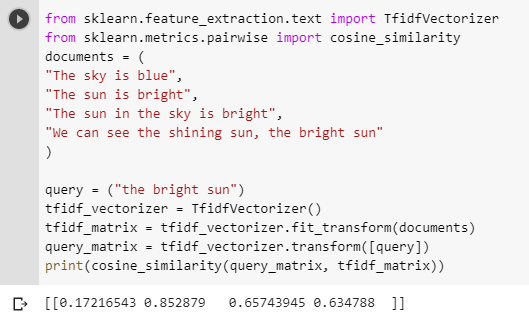 from sklearn.feature_extraction.text import TfidfVectorizer
from sklearn.metrics.pairwise import cosine_similarity
documents = (
"The sky is blue",
"The sun is bright",
"The sun in the sky is bright",
"We can see the shining sun, the bright sun"
)
query = ("the bright sun")
tfidf_vectorizer = TfidfVectorizer()
tfidf_matrix = tfidf_vectorizer.fit_transform(documents)
query_matrix = tfidf_vectorizer.transform([query])
print(cosine_similarity(query_matrix, tfidf_matrix))
[[0.17216543 0.852879   0.65743945 0.634788  ]]